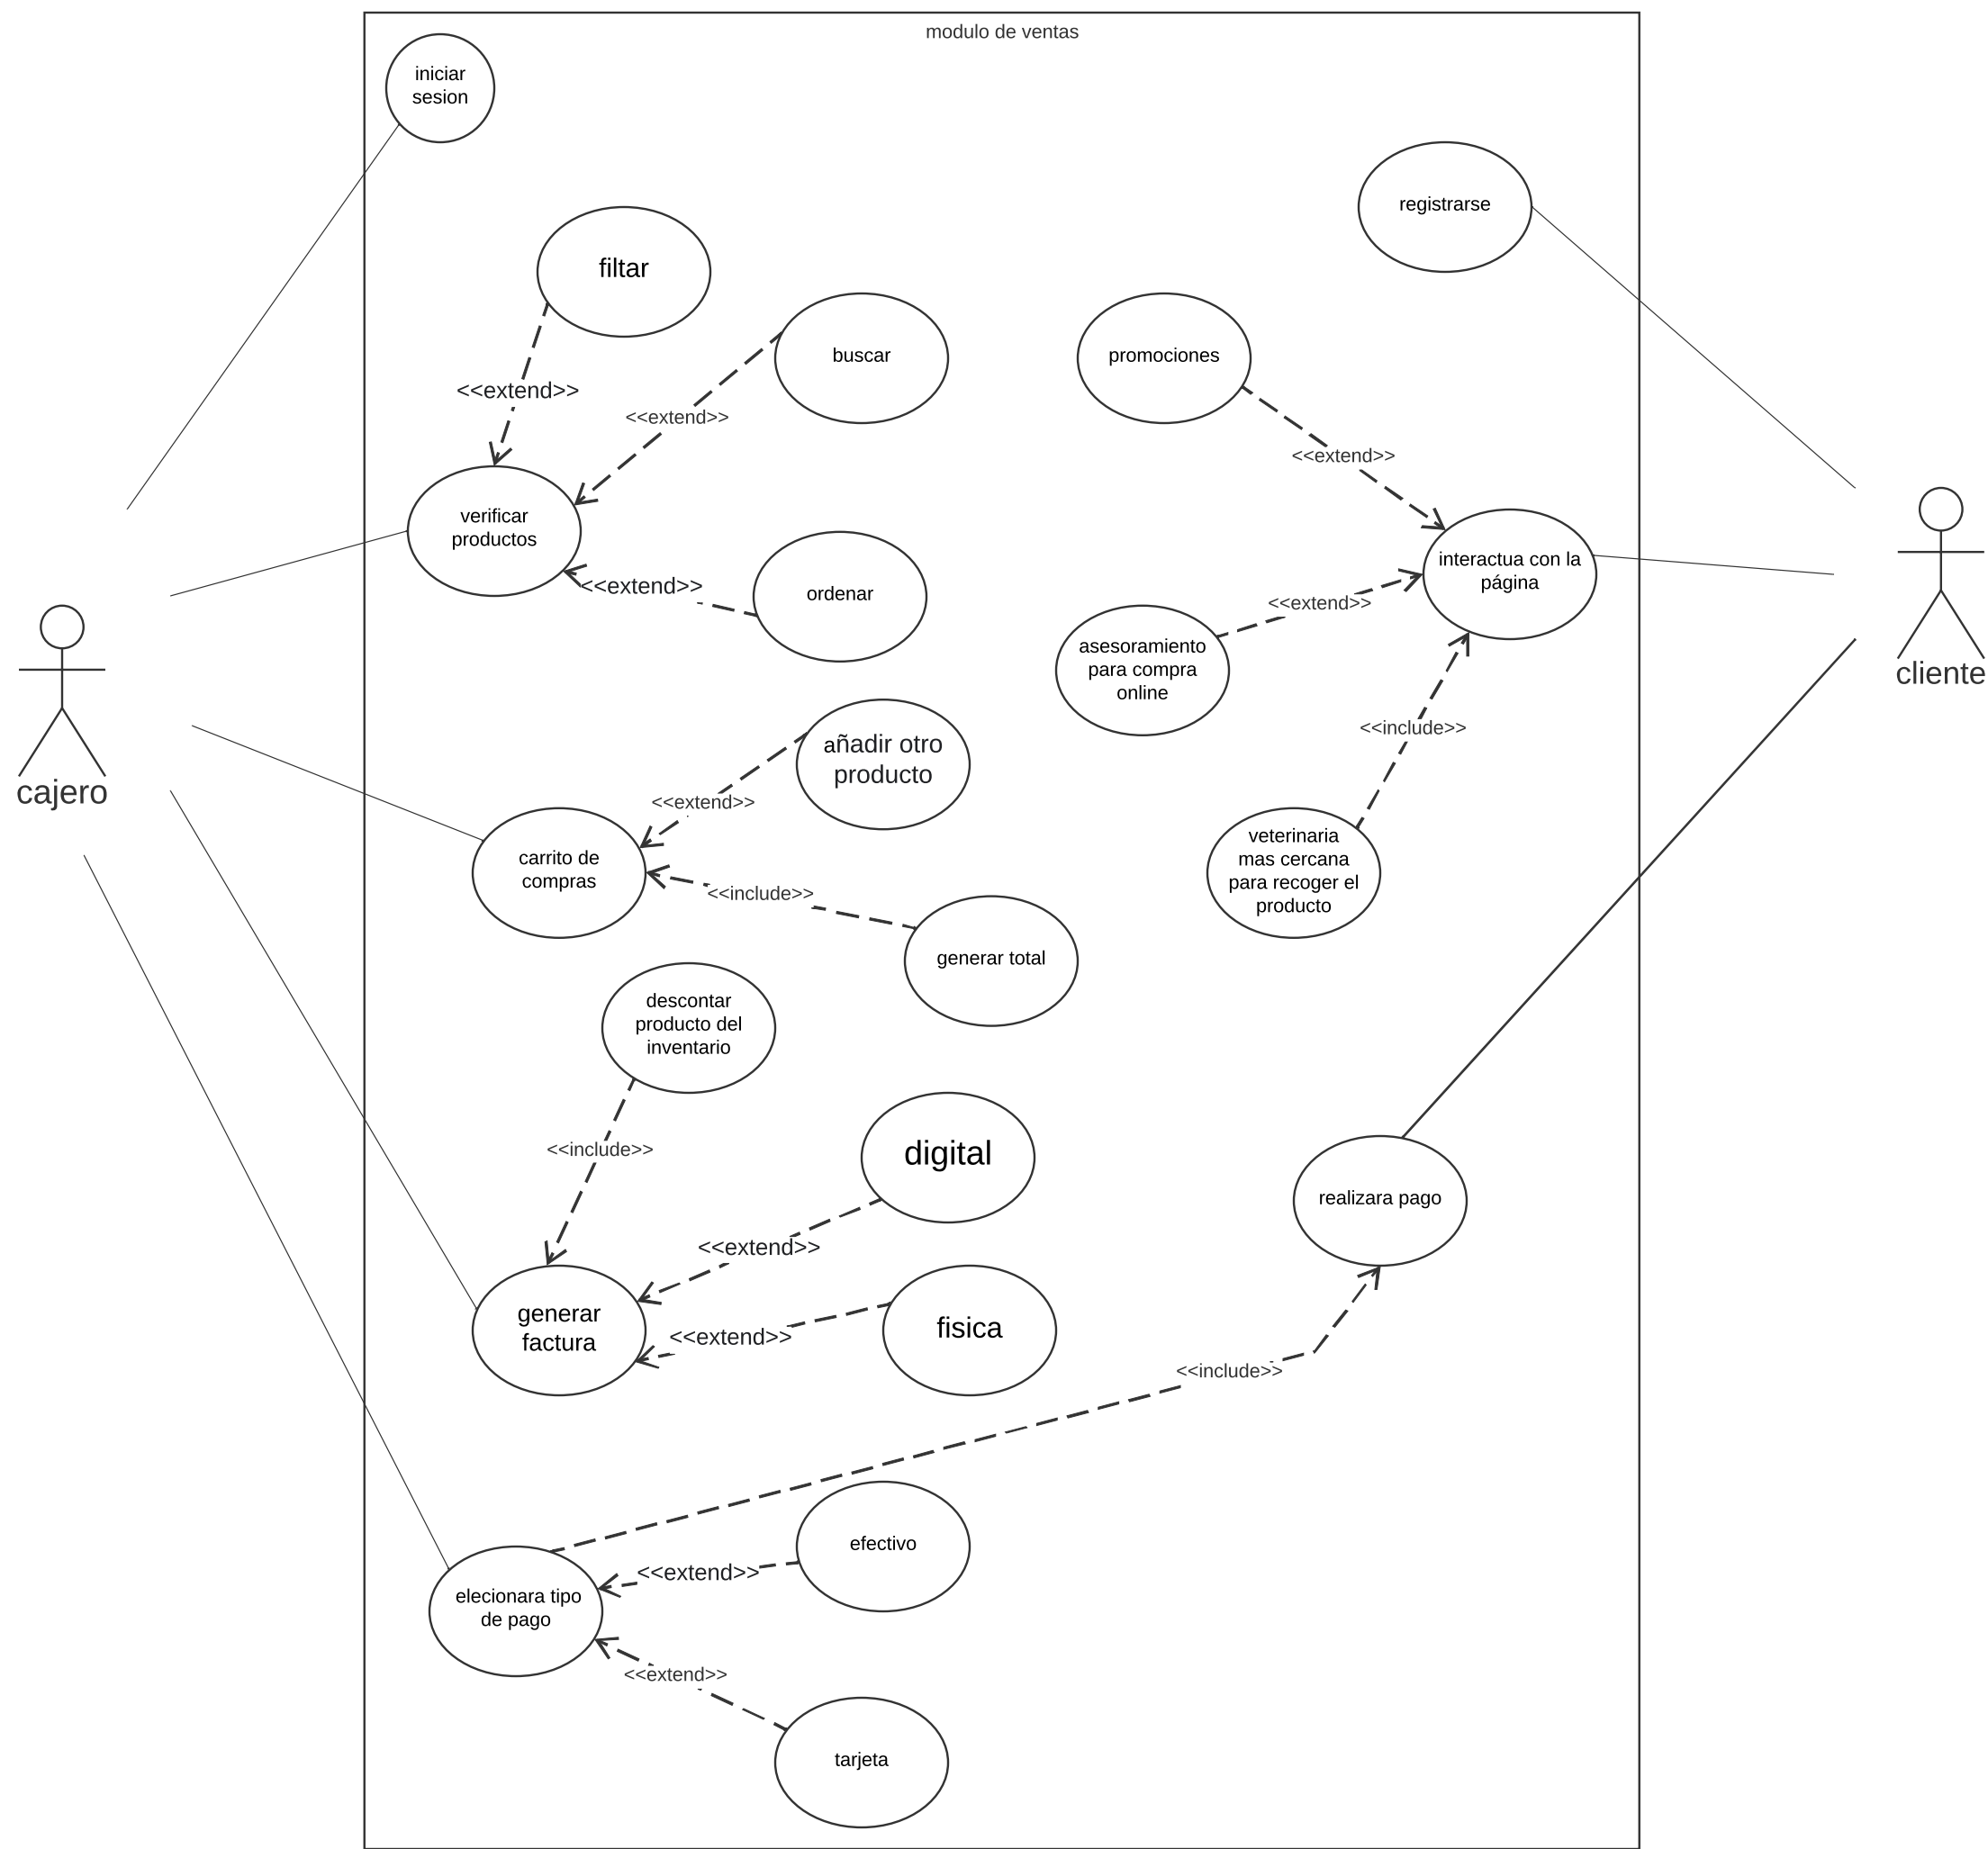 modulo de ventas
iniciar
sesion
registrarse
filtar
buscar
promociones
<<extend>>
<<extend>>
<<extend>>
verificar
productos
interactua con la
página
<<extend>>
ordenar
<<extend>>
asesoramiento
para compra
online
cliente
<<include>>
añadir otro
producto
cajero
<<extend>>
carrito de
compras
<<include>>
veterinaria
mas cercana
para recoger el
producto
generar total
descontar
producto del
inventario
<<include>>
digital
realizara pago
<<extend>>
generar
factura
fisica
<<extend>>
<<include>>
efectivo
<<extend>>
elecionara tipo
de pago
<<extend>>
tarjeta